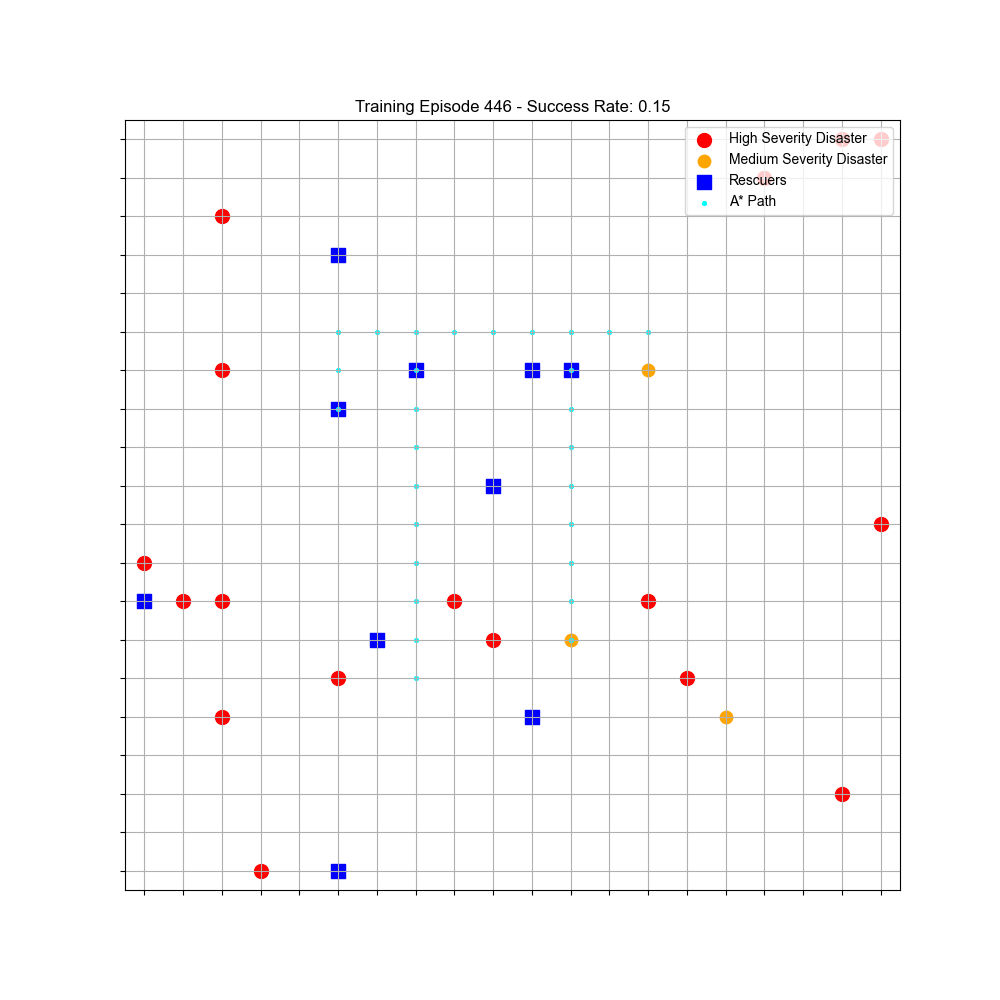 Training Episode 446 - Success Rate: 0.15
High Severity Disaster
Medium Severity Disaster
Rescuers
A* Path